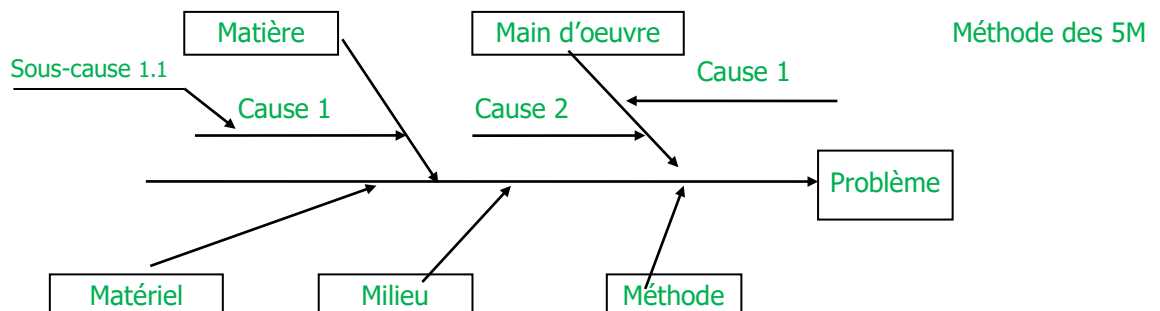 Matière
Main d'oeuvre
Méthode des 5M
Sous-cause 1.1
Cause 1
Cause 1
Cause 2
Problème
Matériel
Milieu
Méthode